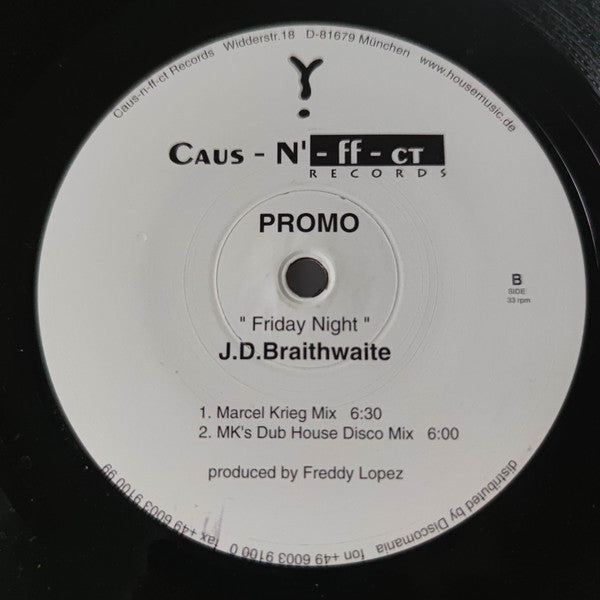 Caus-n-ff-ct Records Widderstr.18 D-81679 München www.housemusic.de
CAUS - N' - ff - CT
RECORDS
PROMO
B
SIDE
33 rpm
" Friday Night "
J.D.Braithwaite
1. Marcel Krieg Mix 6:30
2. MK's Dub House Disco Mix 6:00
produced by Freddy Lopez
distributed by Discomania fon +49 6003 9100 0 fax +49 6003 9100 99